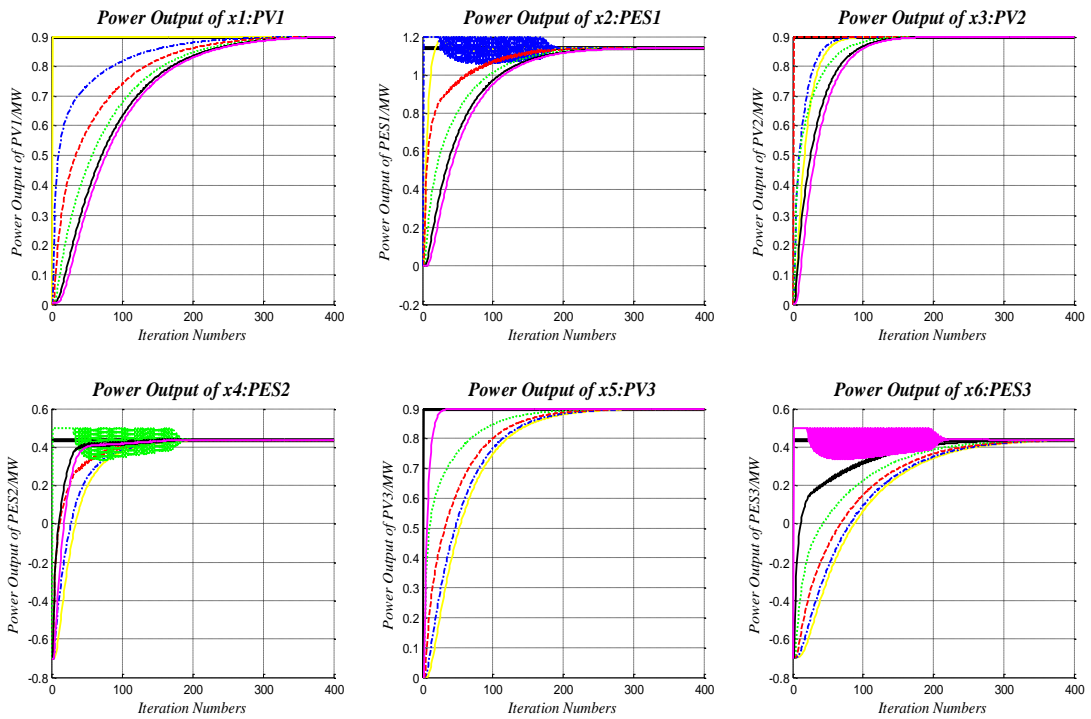 Power Output of x1:PV1
Power Output of PV1/MW
0.9
0.8
0.7
0.6
0.5
0.4
0.3
0.2
0.1
0
0 100 200 300 400
Iteration Numbers
Power Output of x2:PES1
Power Output of PES1/MW
1.2
1
0.8
0.6
0.4
0.2
0
-0.2
0 100 200 300 400
Iteration Numbers
Power Output of x3:PV2
Power Output of PV2/MW
0.9
0.8
0.7
0.6
0.5
0.4
0.3
0.2
0.1
0
0 100 200 300 400
Iteration Numbers
Power Output of x4:PES2
Power Output of PES2/MW
0.6
0.4
0.2
0
-0.2
-0.4
-0.6
-0.8
0 100 200 300 400
Iteration Numbers
Power Output of x5:PV3
Power Output of PV3/MW
0.9
0.8
0.7
0.6
0.5
0.4
0.3
0.2
0.1
0
0 100 200 300 400
Iteration Numbers
Power Output of x6:PES3
Power Output of PES3/MW
0.6
0.4
0.2
0
-0.2
-0.4
-0.6
-0.8
0 100 200 300 400
Iteration Numbers